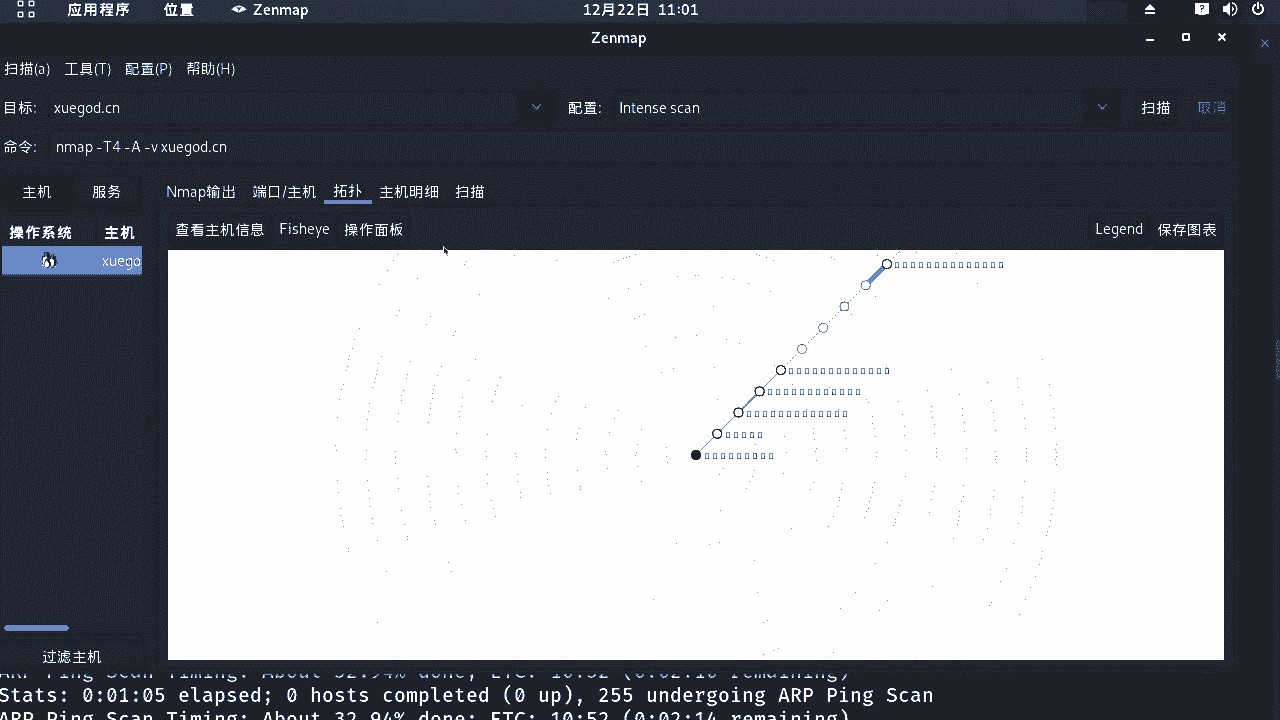 应用程序 位置 Zenmap 12月22日 11:01
Zenmap
扫描(a) 工具(T) 配置(P) 帮助(H)
目标: xuegod.cn 配置: Intense scan 扫描 取消
命令: nmap -T4 -A -v xuegod.cn
主机 服务 Nmap输出 端口/主机 拓扑 主机明细 扫描
操作系统 主机 查看主机信息 Fisheye 操作面板 Legend 保存图表
xuego
过滤主机
ARP Ping Scan Timing: About 32.94% done; ETC: 10:52 (0:02:16 remaining)
Stats: 0:01:05 elapsed; 0 hosts completed (0 up), 255 undergoing ARP Ping Scan
ARP Ping Scan Timing: About 32.94% done; ETC: 10:52 (0:02:14 remaining)